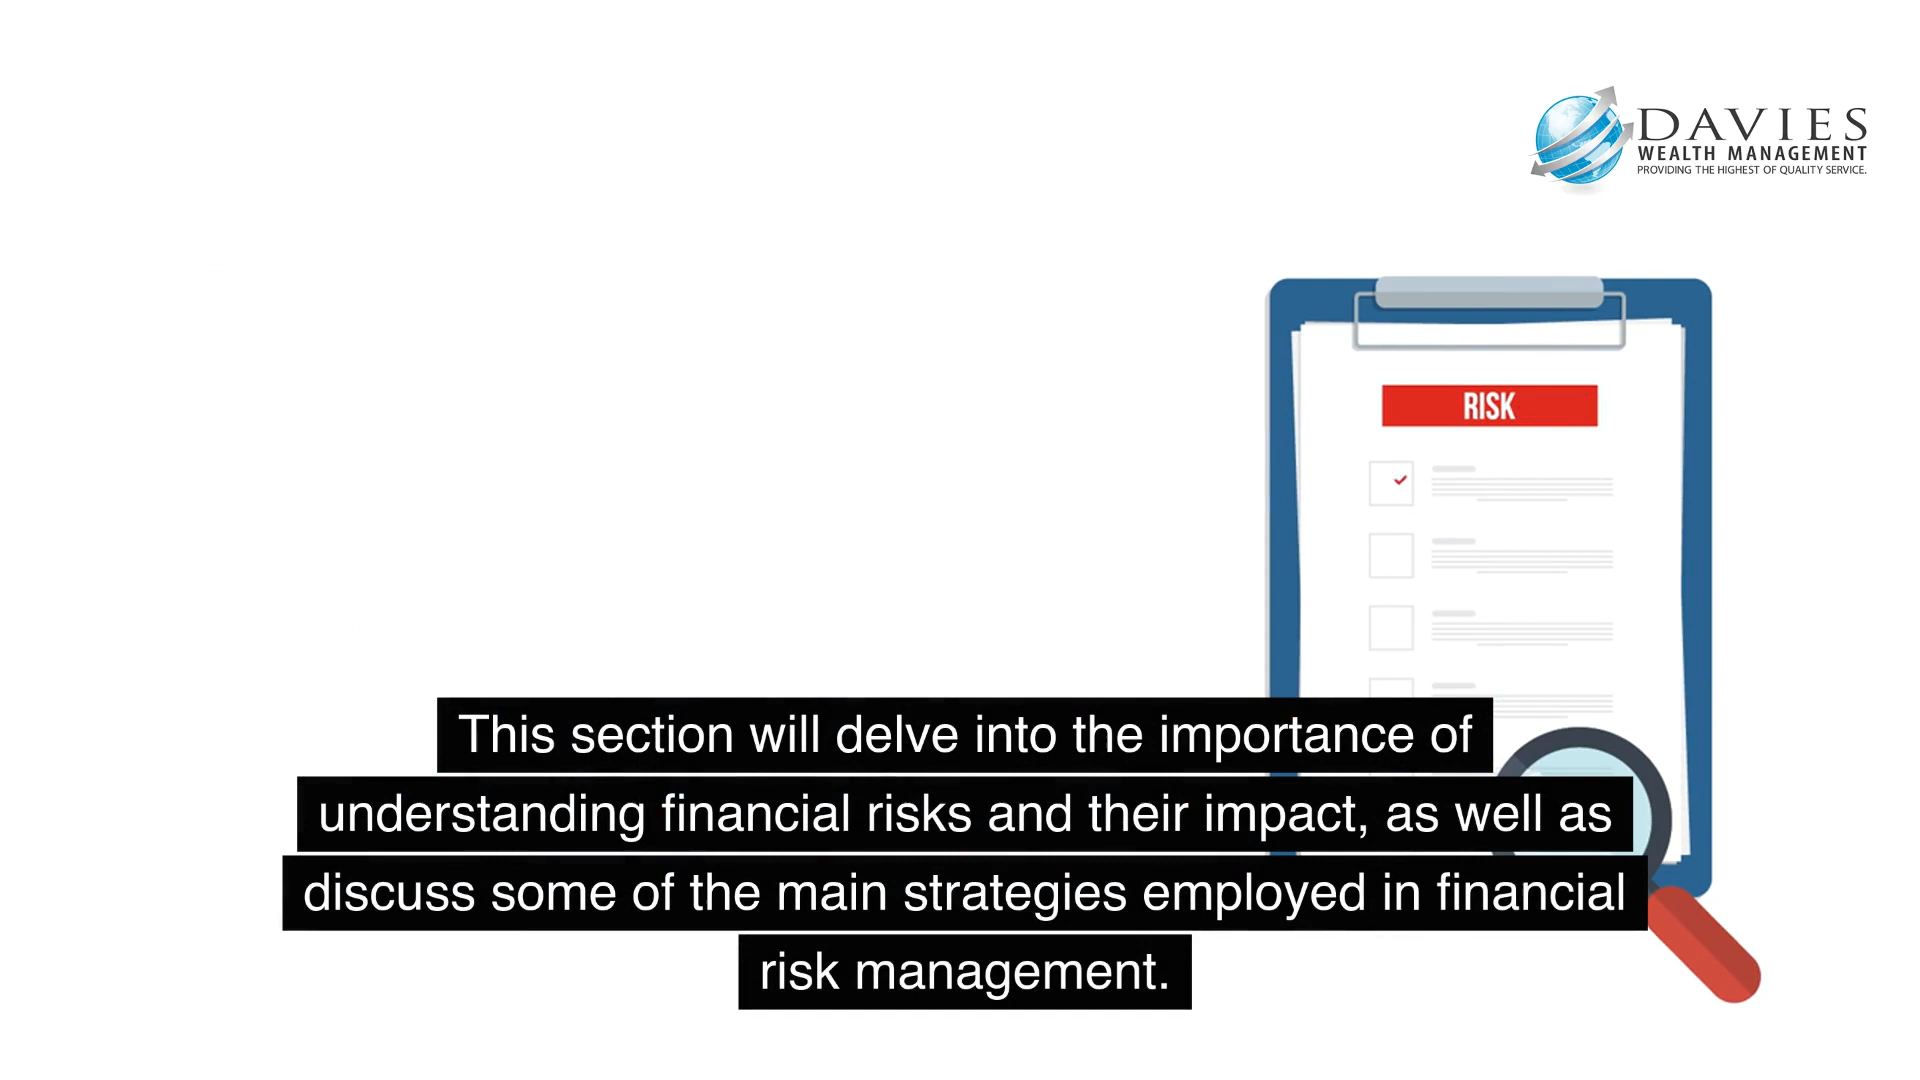 DAVIES
WEALTH MANAGEMENT
PROVIDING THE HIGHEST OF QUALITY SERVICE.
RISK
This section will delve into the importance of
understanding financial risks and their impact, as well as
discuss some of the main strategies employed in financial
risk management.